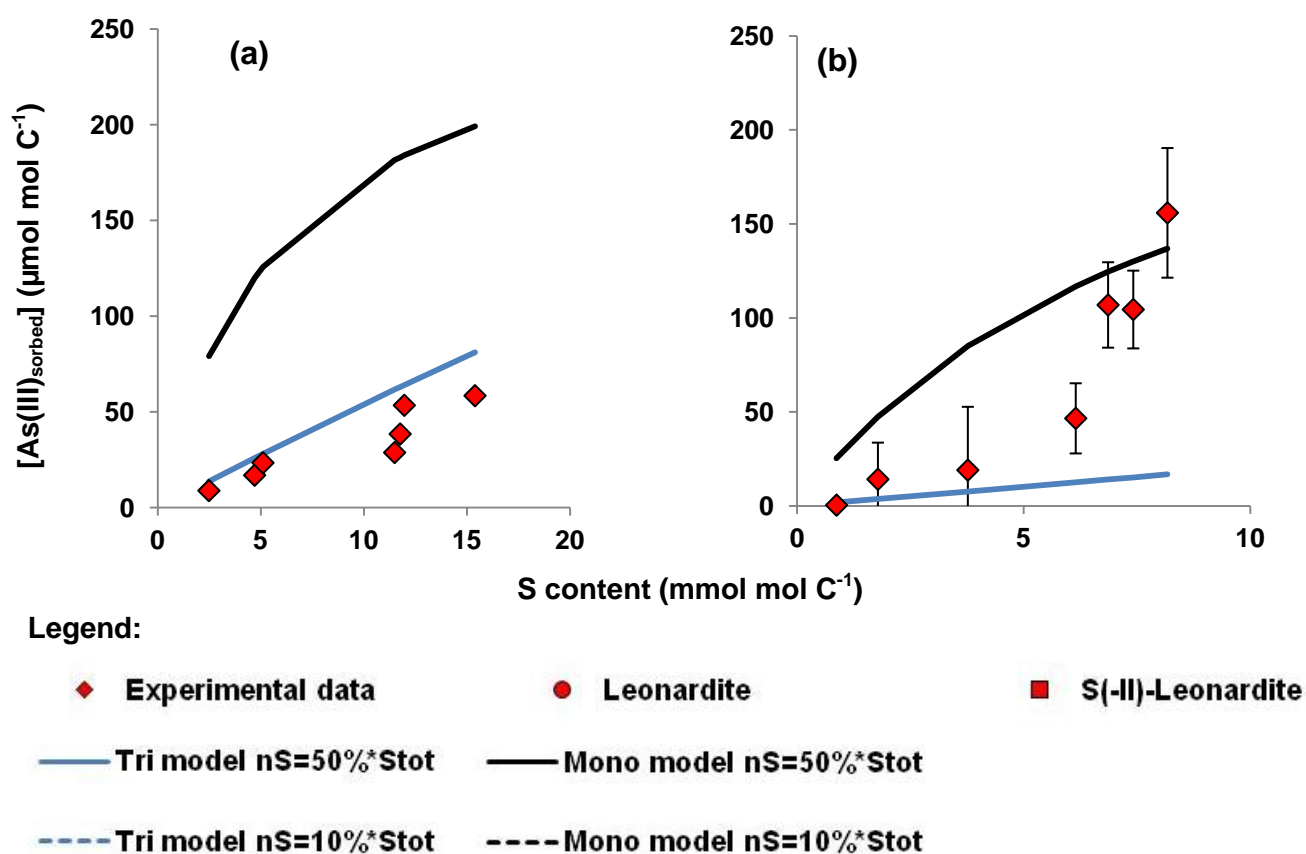 (a)
[As(III)sorbed] (µmol mol C-1)
250
200
150
100
50
0
0 5 10 15 20
(b)
250
200
150
100
50
0
0 5 10
S content (mmol mol C-1)
Legend:
Experimental data Leonardite S(-II)-Leonardite
Tri model nS=50%*Stot Mono model nS=50%*Stot
Tri model nS=10%*Stot Mono model nS=10%*Stot